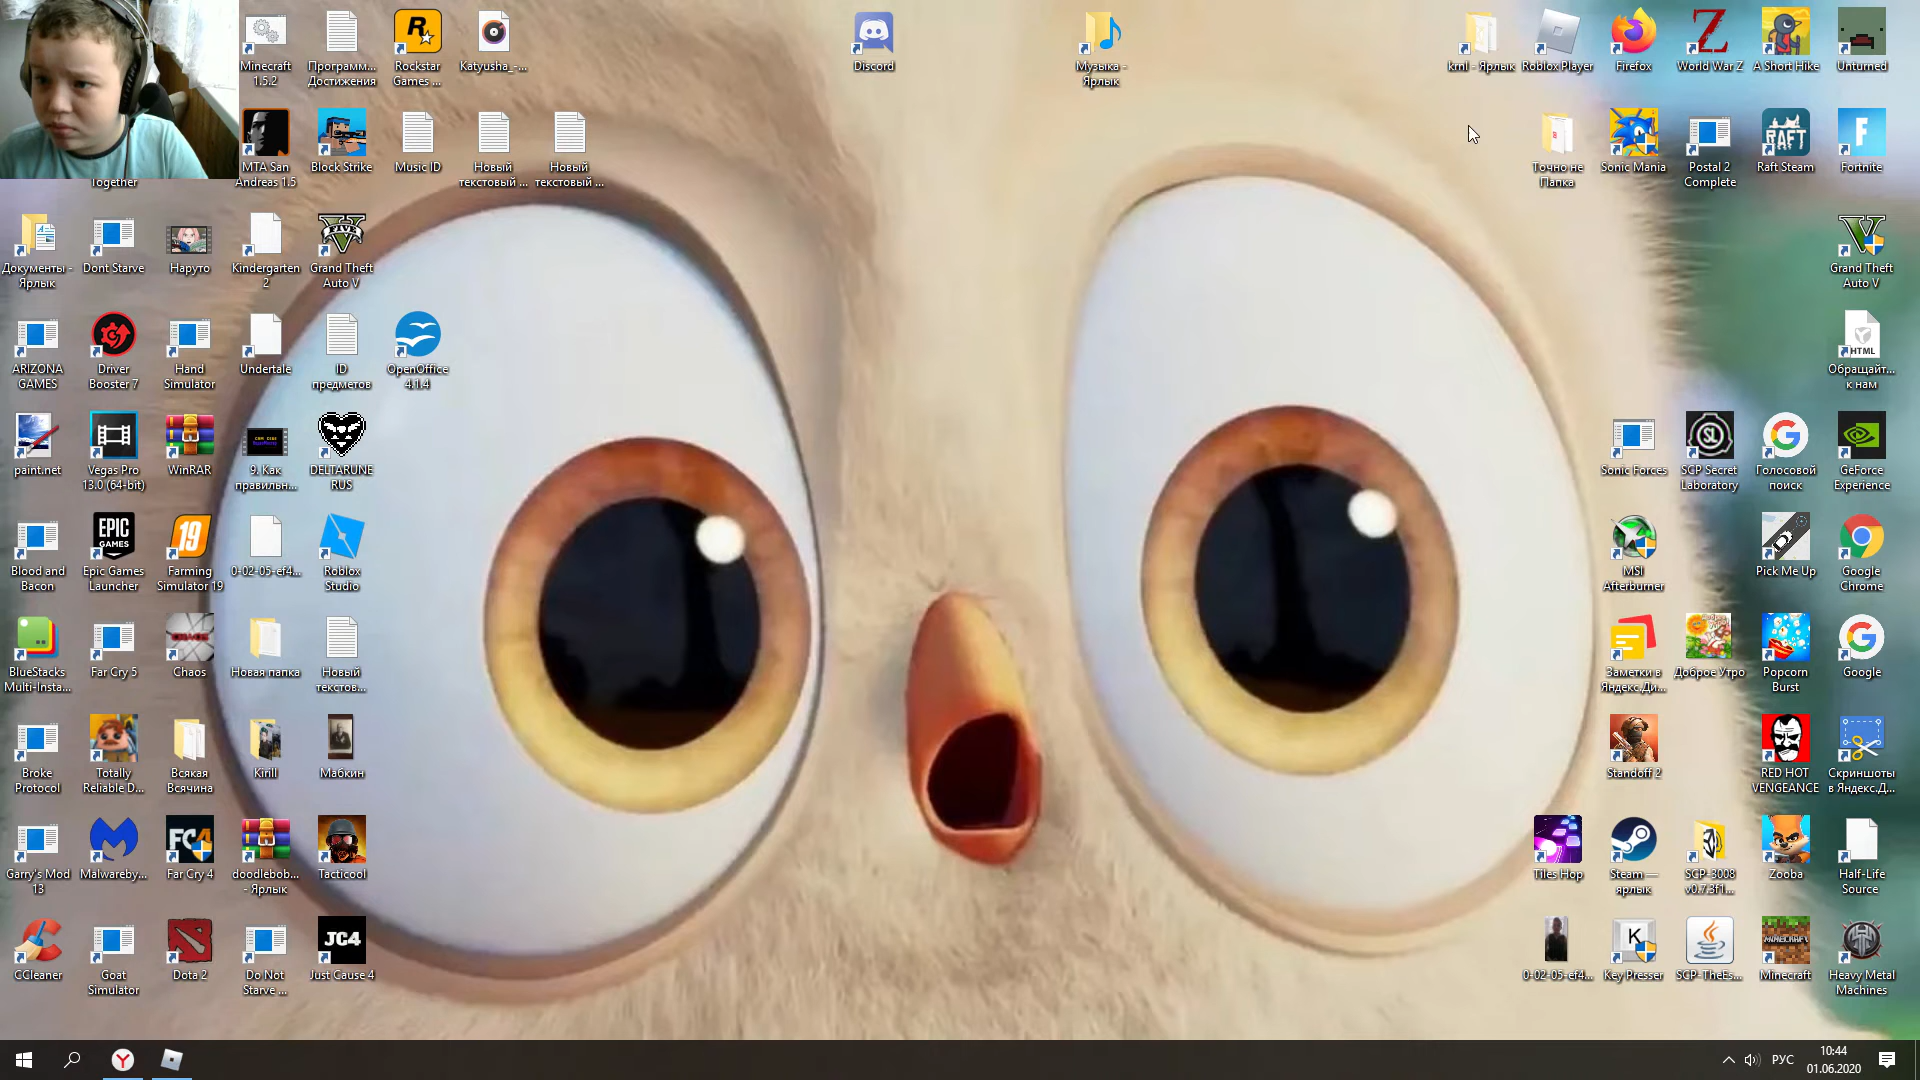 Minecraft 1.5.2
Программ... Достижения
Rockstar Games ...
Katyusha_-...
Discord
Музыка - Ярлык
krnl - Ярлык
Roblox Player
Firefox
World War Z
A Short Hike
Unturned
Together
MTA San Andreas 1.5
Block Strike
Music ID
Новый текстовый ...
Новый текстовый ...
Точно не Папка
Sonic Mania
Postal 2 Complete
Raft Steam
Fortnite
Документы - Ярлык
Dont Starve
Наруто
Kindergarten 2
Grand Theft Auto V
Grand Theft Auto V
ARIZONA GAMES
Driver Booster 7
Hand Simulator
Undertale
ID предметов
OpenOffice 4.1.4
Обращайт... к нам
paint.net
Vegas Pro 13.0 (64-bit)
WinRAR
9. Как правильн...
DELTARUNE RUS
Sonic Forces
SCP Secret Laboratory
Голосовой поиск
GeForce Experience
Blood and Bacon
Epic Games Launcher
Farming Simulator 19
0-02-05-ef4...
Roblox Studio
MSI Afterburner
Pick Me Up
Google Chrome
BlueStacks Multi-Insta...
Far Cry 5
Chaos
Новая папка
Новый текстов...
Заметки в Яндекс.Ди...
Доброе Утро
Popcorn Burst
Google
Broke Protocol
Totally Reliable D...
Всякая Всячина
Kirill
Мабкин
Standoff 2
RED HOT VENGEANCE
Скриншоты в Яндекс.Д...
Garry's Mod 13
Malwareby...
Far Cry 4
doodlebob... - Ярлык
Tacticool
Tiles Hop
Steam — ярлык
SCP-3008 v0.7.3f1...
Zooba
Half-Life Source
CCleaner
Goat Simulator
Dota 2
Do Not Starve ...
Just Cause 4
0-02-05-ef4...
Key Presser
SCP-TheEs...
Minecraft
Heavy Metal Machines
РУС
10:44
01.06.2020